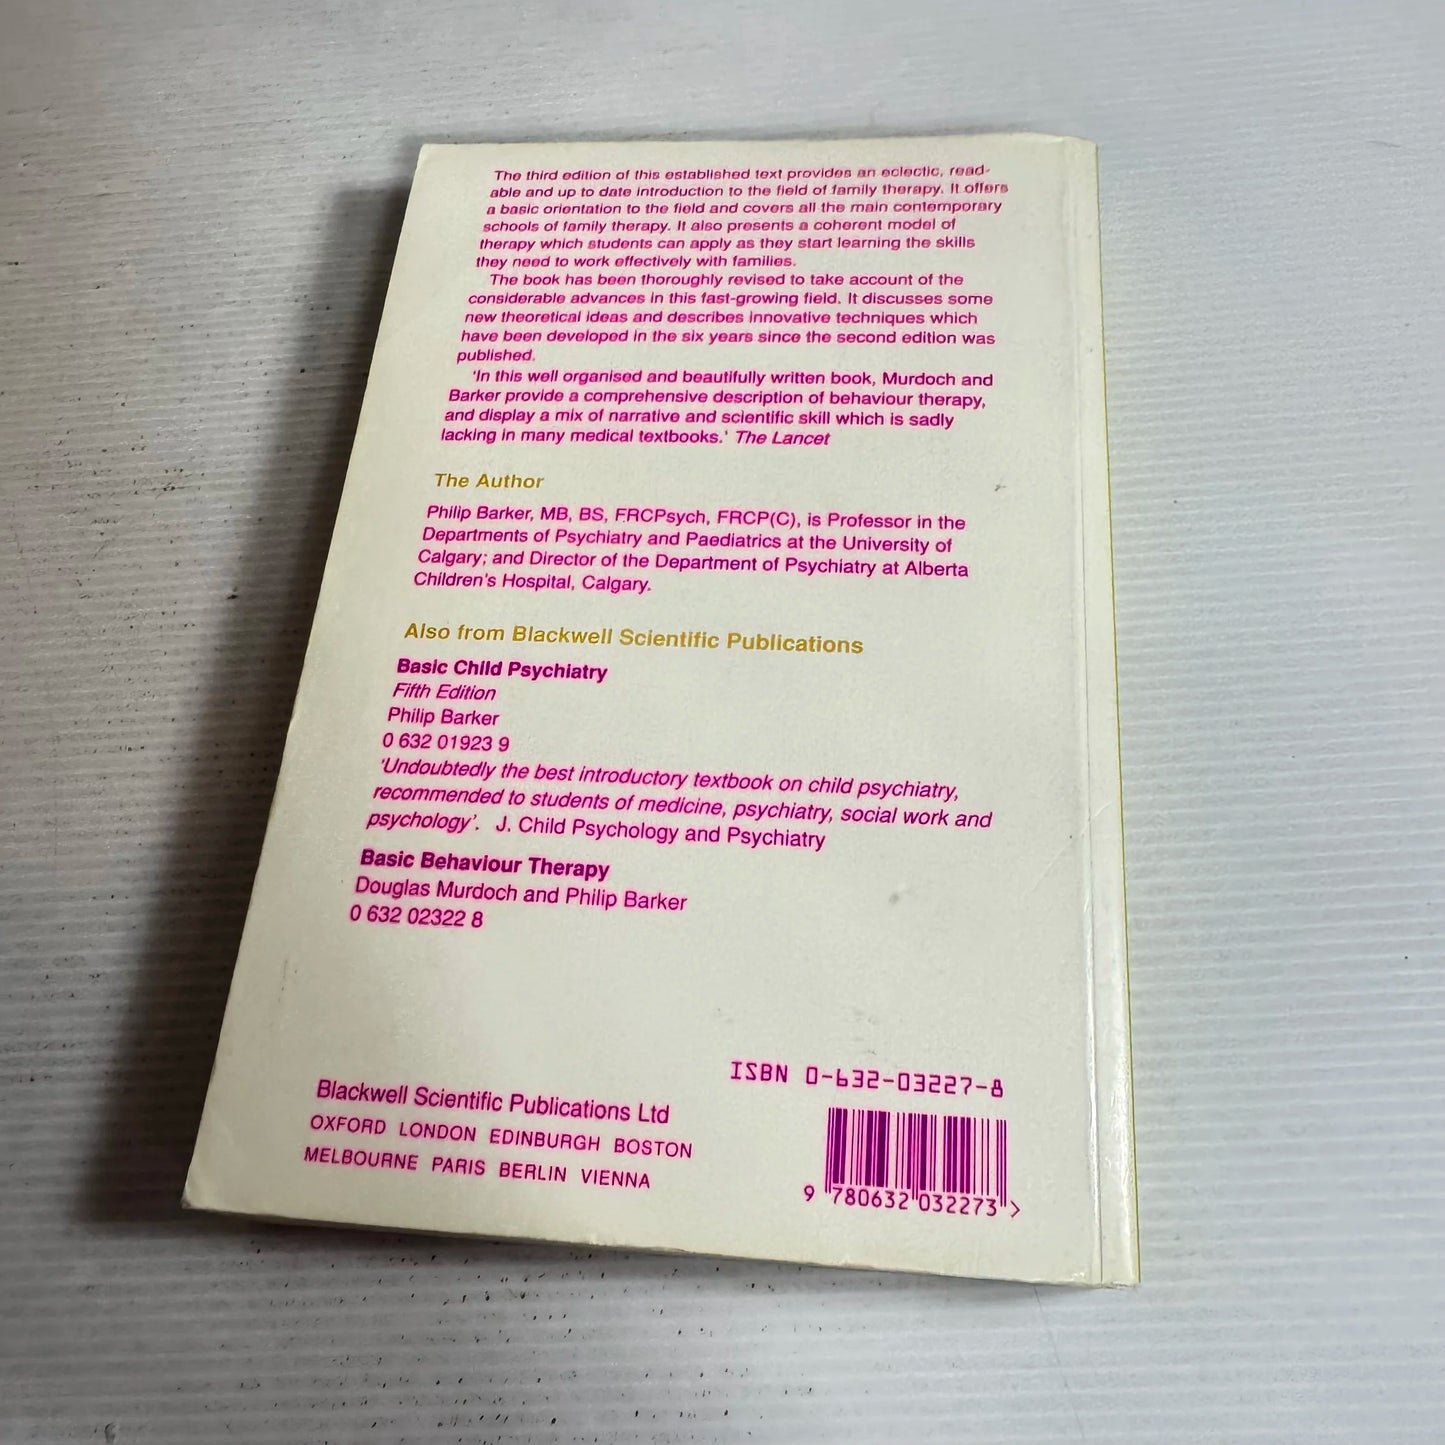 The third edition of this established text provides an eclectic, read-
able and up to date introduction to the field of family therapy. It offers
a basic orientation to the field and covers all the main contemporary
schools of family therapy. It also presents a coherent model of
therapy which students can apply as they start learning the skills
they need to work effectively with families.
The book has been thoroughly revised to take account of the
considerable advances in this fast-growing field. It discusses some
new theoretical ideas and describes innovative techniques which
have been developed in the six years since the second edition was
published.
'In this well organised and beautifully written book, Murdoch and
Barker provide a comprehensive description of behaviour therapy,
and display a mix of narrative and scientific skill which is sadly
lacking in many medical textbooks.' The Lancet
The Author
Philip Barker, MB, BS, FRCPsych, FRCP(C), is Professor in the
Departments of Psychiatry and Paediatrics at the University of
Calgary; and Director of the Department of Psychiatry at Alberta
Children's Hospital, Calgary.
Also from Blackwell Scientific Publications
Basic Child Psychiatry
Fifth Edition
Philip Barker
0 632 01923 9
'Undoubtedly the best introductory textbook on child psychiatry,
recommended to students of medicine, psychiatry, social work and
psychology'. J. Child Psychology and Psychiatry
Basic Behaviour Therapy
Douglas Murdoch and Philip Barker
0 632 02322 8
Blackwell Scientific Publications Ltd
OXFORD LONDON EDINBURGH BOSTON
MELBOURNE PARIS BERLIN VIENNA
ISBN 0-632-03227-8
9 780632 032273 >